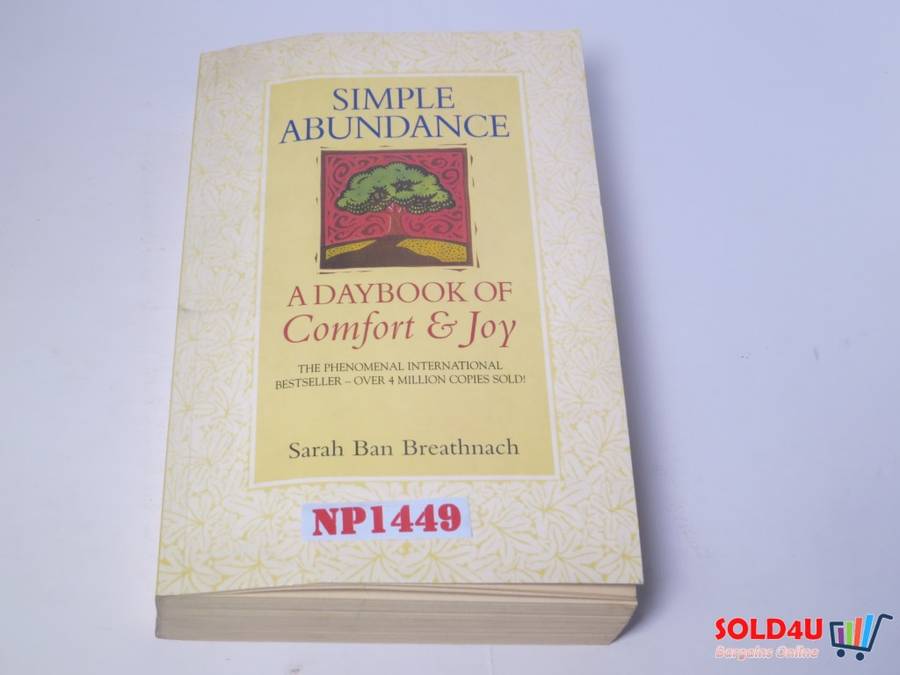 SIMPLE
ABUNDANCE
A DAYBOOK OF
Comfort & Joy
THE PHENOMENAL INTERNATIONAL
BESTSELLER – OVER 4 MILLION COPIES SOLD!
Sarah Ban Breathnach
NP1449
SOLD4U
Bargains Online